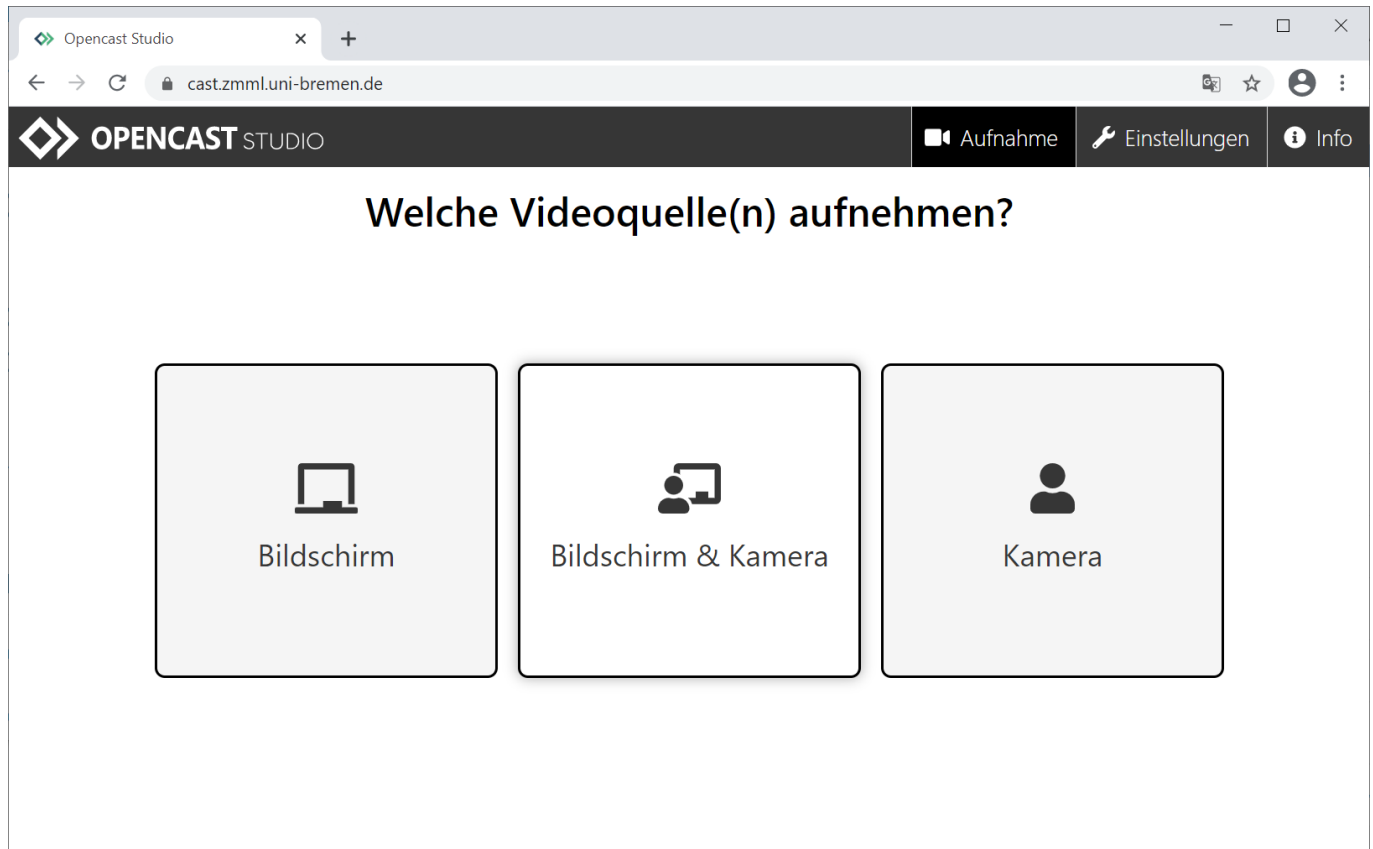 Opencast Studio
cast.zmml.uni-bremen.de
OPENCAST STUDIO
Aufnahme
Einstellungen
Info
Welche Videoquelle(n) aufnehmen?
Bildschirm
Bildschirm & Kamera
Kamera